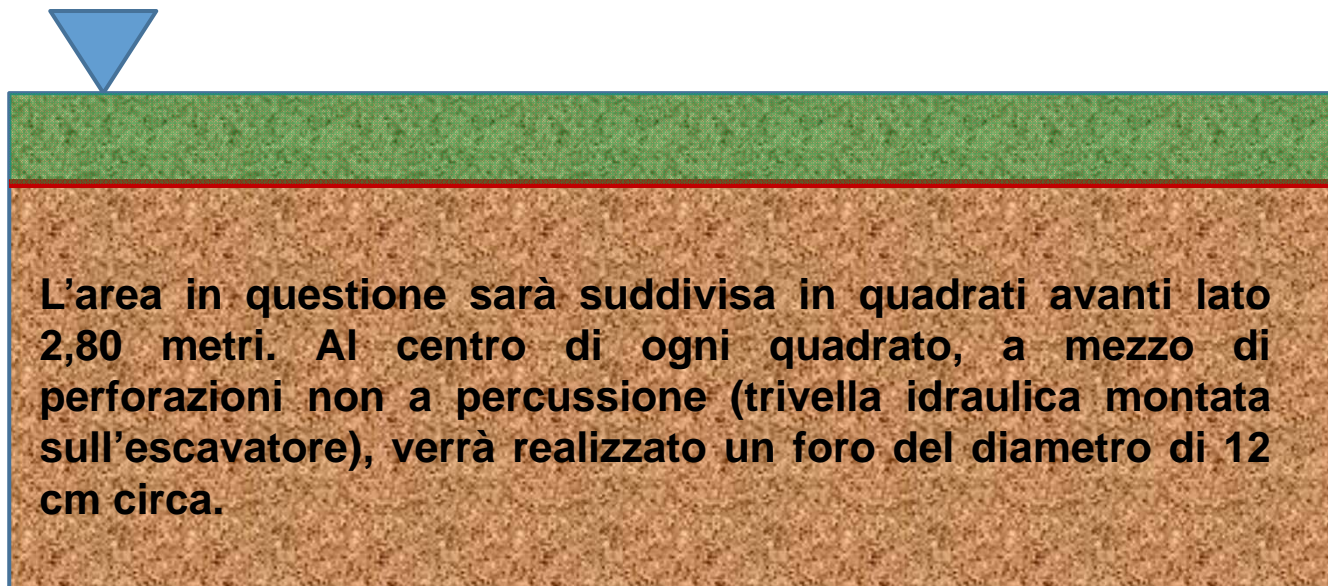 L’area in questione sarà suddivisa in quadrati avanti lato
2,80 metri. Al centro di ogni quadrato, a mezzo di
perforazioni non a percussione (trivella idraulica montata
sull’escavatore), verrà realizzato un foro del diametro di 12
cm circa.